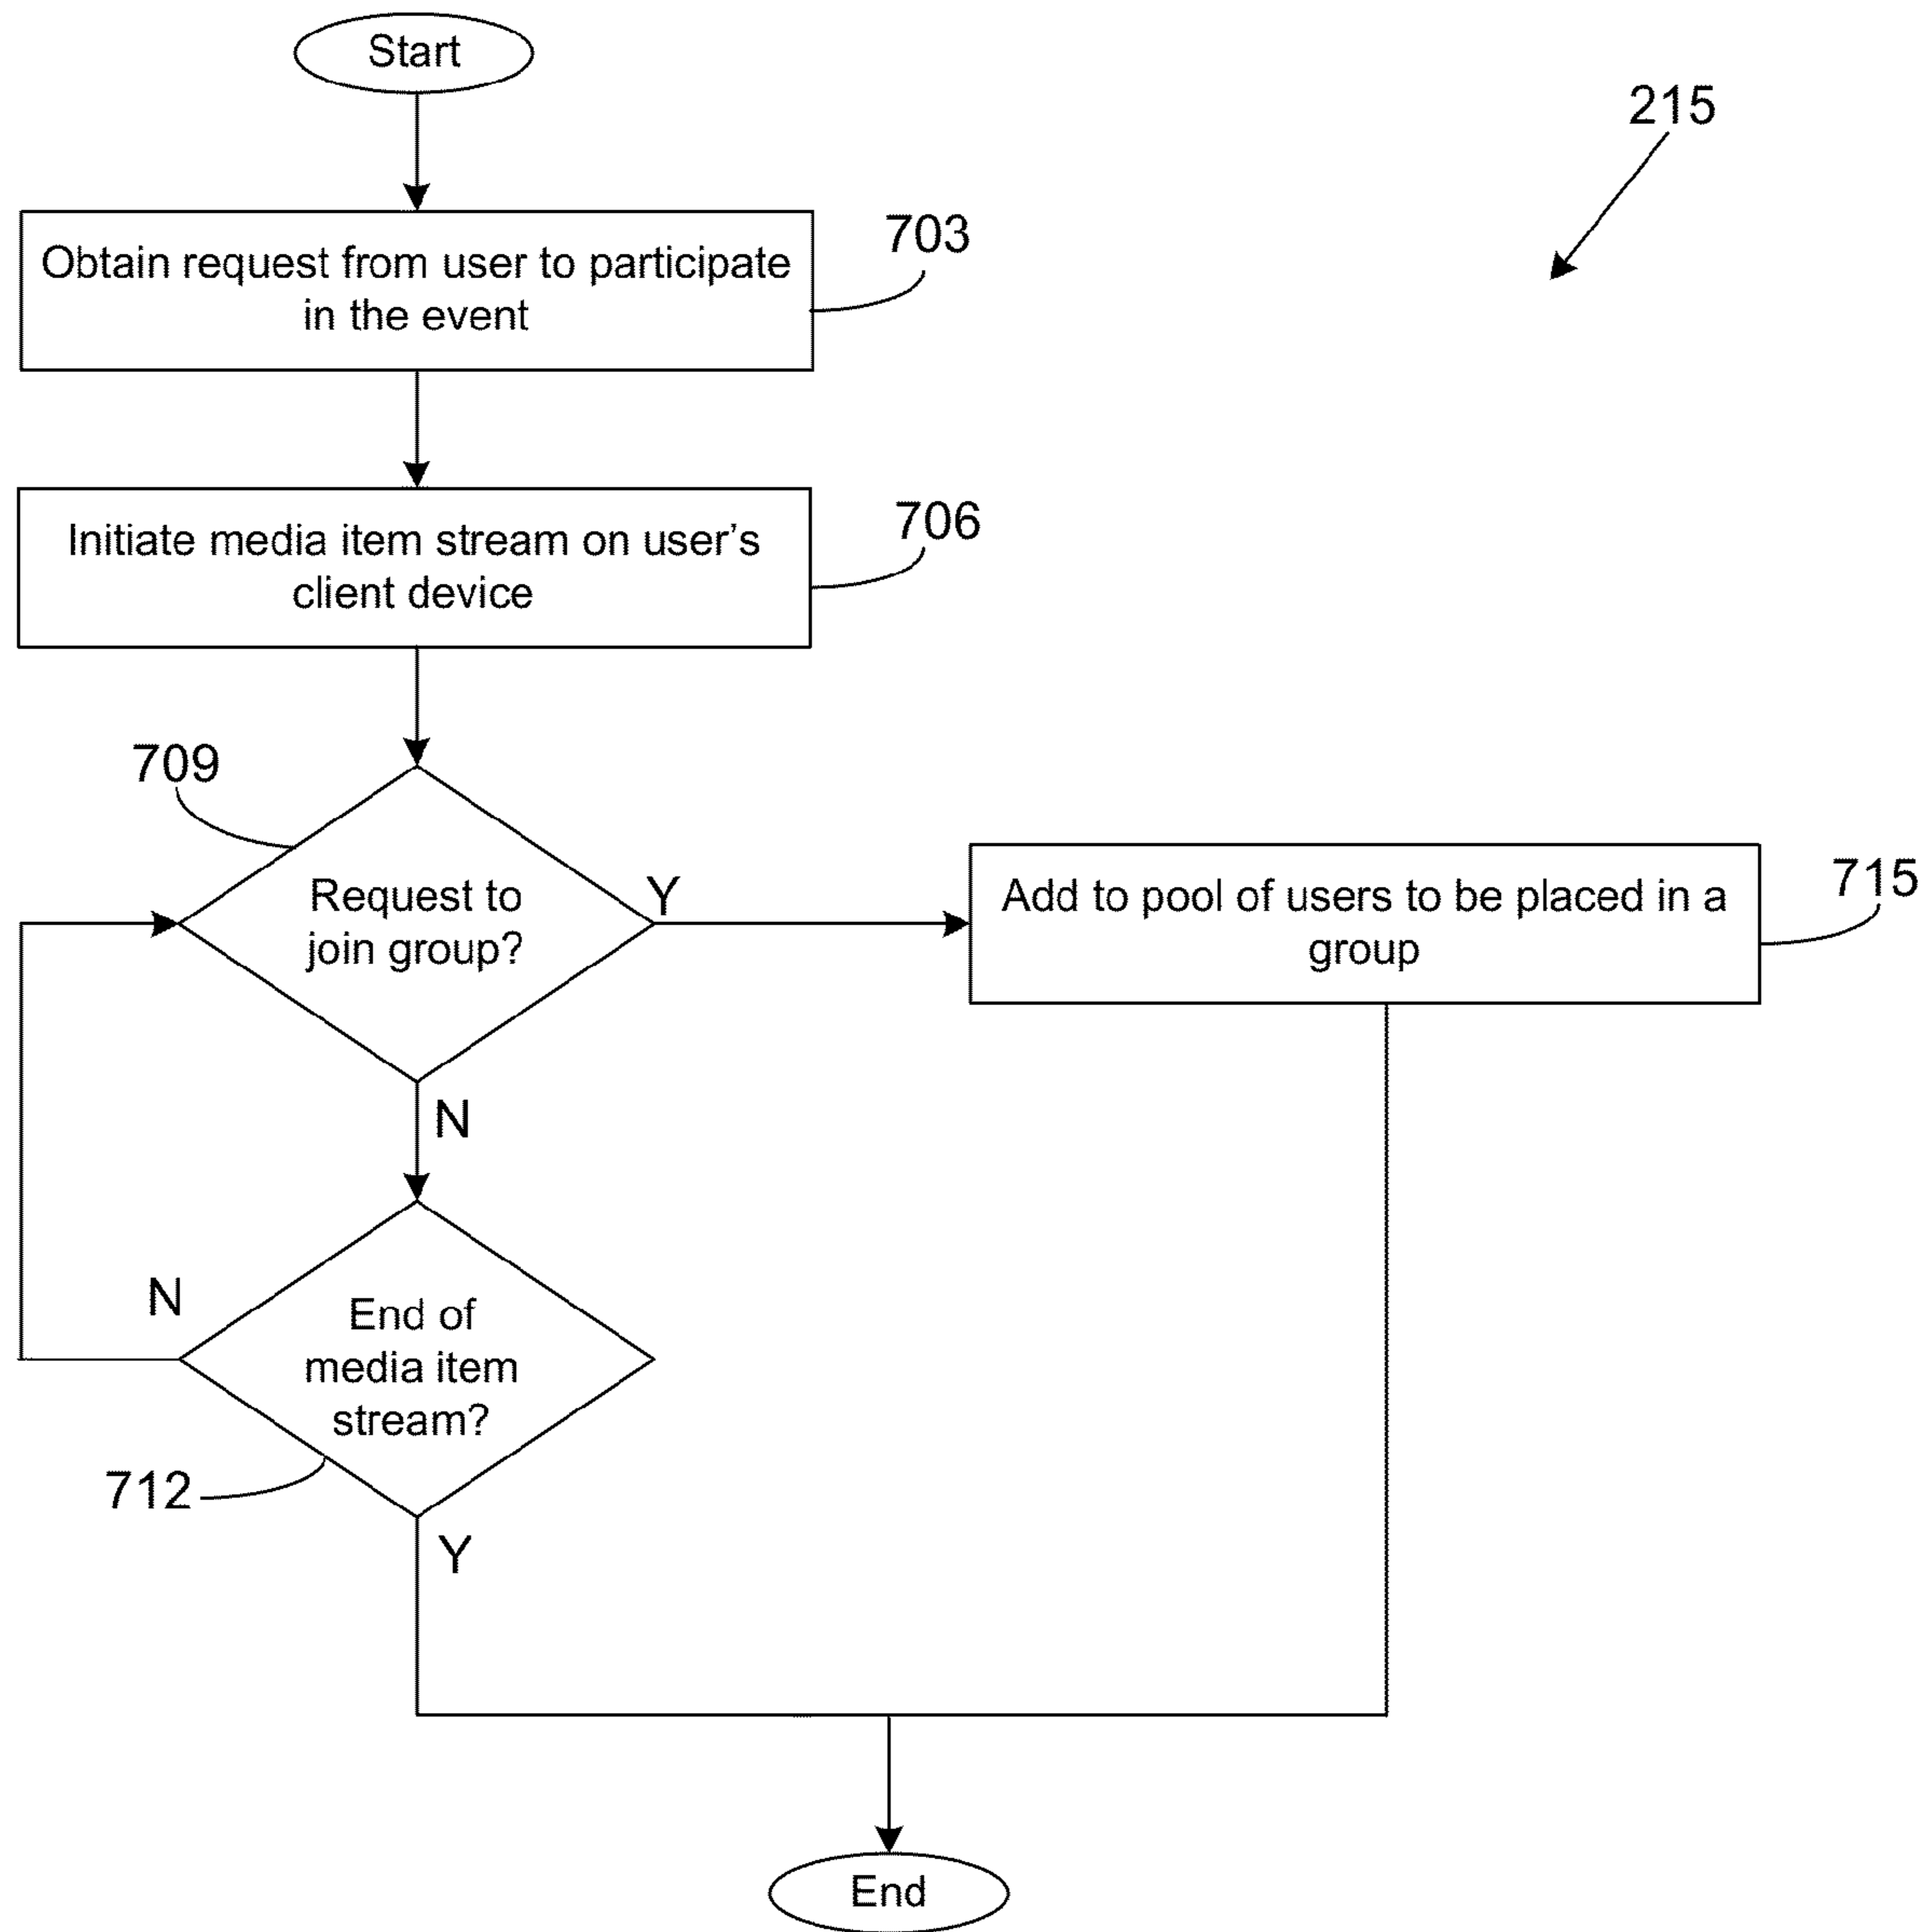 Start
215
Obtain request from user to participate
in the event
703
Initiate media item stream on user's
client device
706
709
Request to
join group?
Y
Add to pool of users to be placed in a
group
715
N
N
End of
media item
stream?
712
Y
End